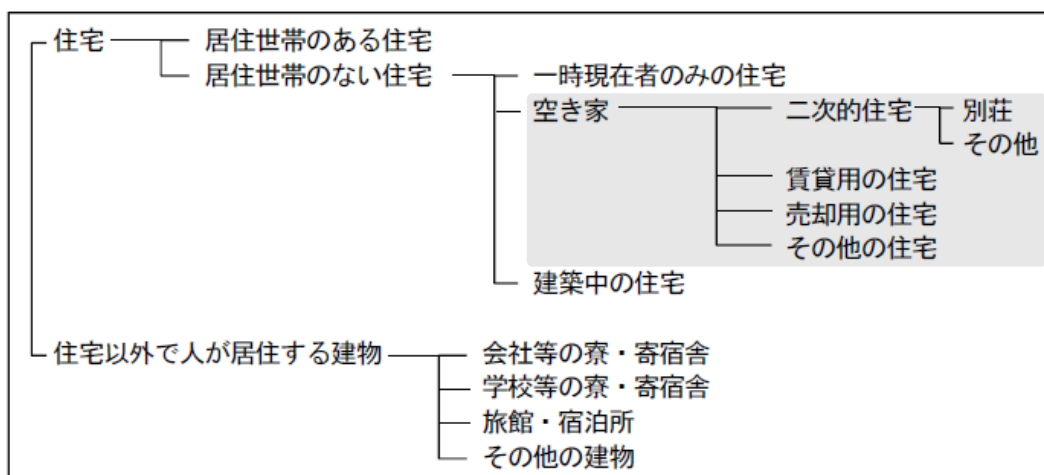 住宅 居住世帯のある住宅
居住世帯のない住宅 一時現在者のみの住宅
空き家 二次的住宅 別荘
その他
賃貸用の住宅
売却用の住宅
その他の住宅
建築中の住宅
住宅以外で人が居住する建物 会社等の寮・寄宿舎
学校等の寮・寄宿舎
旅館・宿泊所
その他の建物